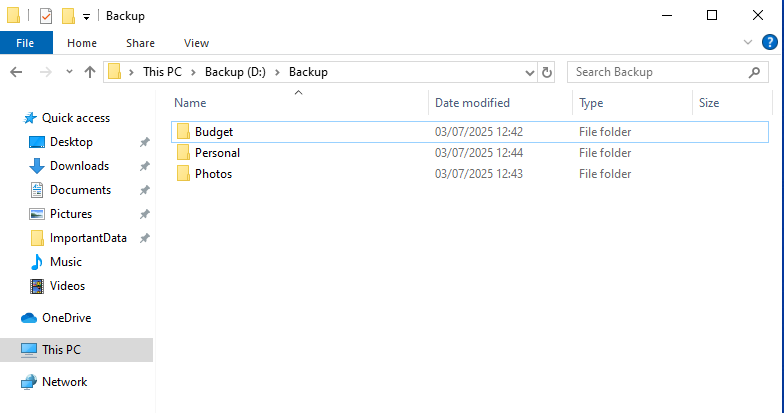 Backup
File Home Share View
This PC > Backup (D:) > Backup
Search Backup
Name Date modified Type Size
Quick access
Desktop
Downloads
Documents
Pictures
ImportantData
Music
Videos
OneDrive
This PC
Network
Budget 03/07/2025 12:42 File folder
Personal 03/07/2025 12:44 File folder
Photos 03/07/2025 12:43 File folder